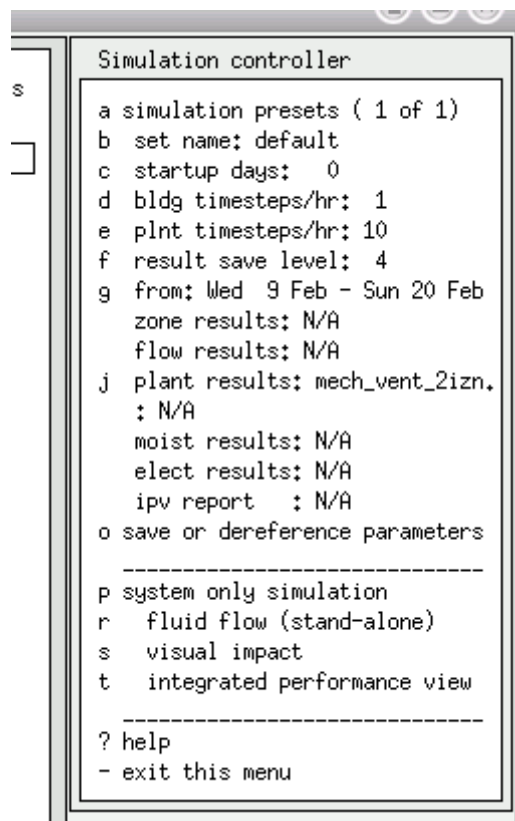 s
Simulation controller
a simulation presets ( 1 of 1)
b  set name: default
c  startup days:   0
d  bldg timesteps/hr:  1
e  plnt timesteps/hr: 10
f  result save level:  4
g  from: Wed  9 Feb - Sun 20 Feb
zone results: N/A
flow results: N/A
j  plant results: mech_vent_2izn.
: N/A
moist results: N/A
elect results: N/A
ipv report   : N/A
o save or dereference parameters
______________________________
p system only simulation
r   fluid flow (stand-alone)
s   visual impact
t   integrated performance view
______________________________
? help
- exit this menu